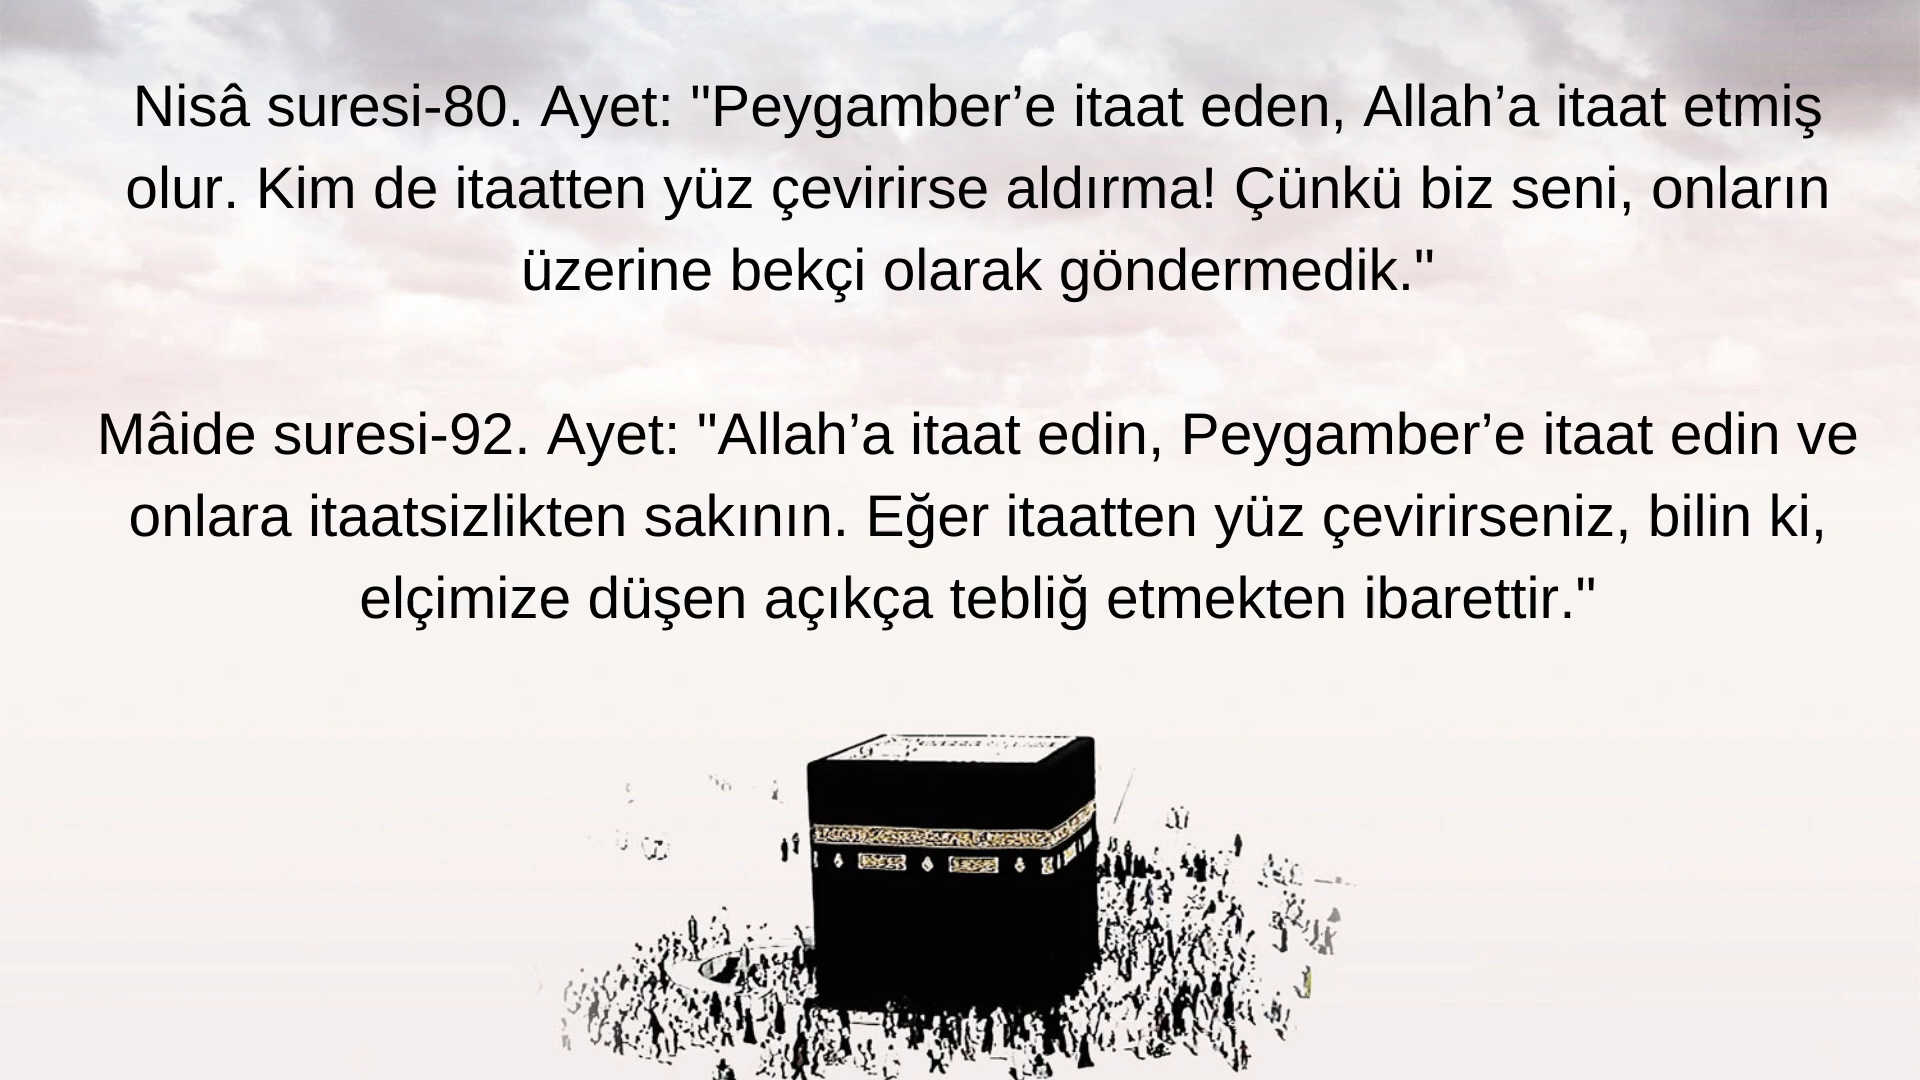 Nisâ suresi-80. Ayet: "Peygamber’e itaat eden, Allah’a itaat etmiş
olur. Kim de itaatten yüz çevirirse aldırma! Çünkü biz seni, onların
üzerine bekçi olarak göndermedik."
Mâide suresi-92. Ayet: "Allah’a itaat edin, Peygamber’e itaat edin ve
onlara itaatsizlikten sakının. Eğer itaatten yüz çevirirseniz, bilin ki,
elçimize düşen açıkça tebliğ etmekten ibarettir."